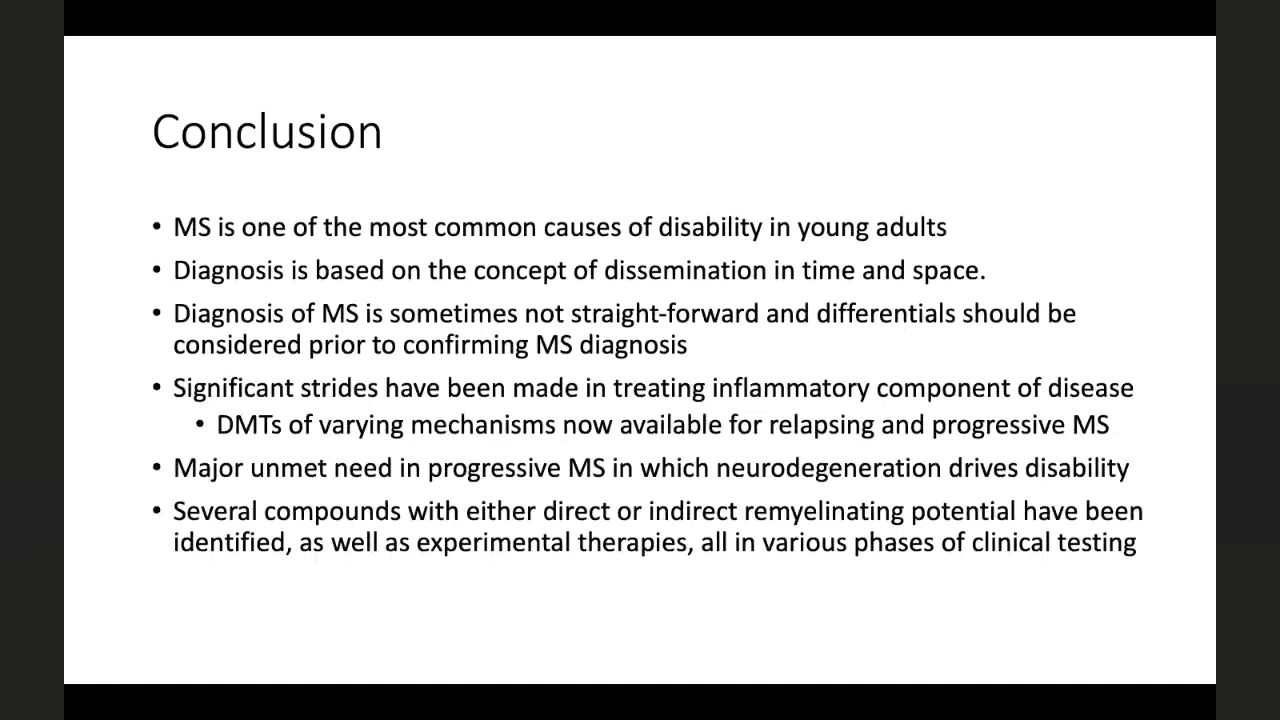 Conclusion
• MS is one of the most common causes of disability in young adults
• Diagnosis is based on the concept of dissemination in time and space.
• Diagnosis of MS is sometimes not straight-forward and differentials should be
considered prior to confirming MS diagnosis
• Significant strides have been made in treating inflammatory component of disease
• DMTs of varying mechanisms now available for relapsing and progressive MS
• Major unmet need in progressive MS in which neurodegeneration drives disability
• Several compounds with either direct or indirect remyelinating potential have been
identified, as well as experimental therapies, all in various phases of clinical testing